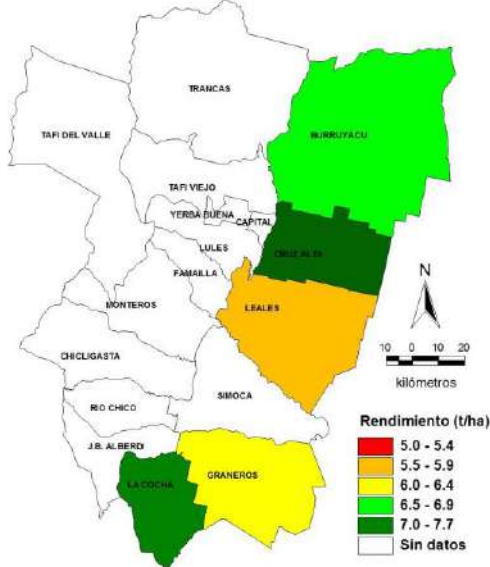 TRANCAS
TAFI DEL VALLE
BURRUYACU
TAFI VIEJO
YERBA BUENA
CAPITAL
LULES
CRUZ ALTA
FAMAILLA
MONTEROS
LEALES
N
10 0 10 20
kilómetros
CHICLIGASTA
SIMOCA
RIO CHICO
J.B. ALBERDI
GRANEROS
LA COCHA
Rendimiento (t/ha)
5.0 - 5.4
5.5 - 5.9
6.0 - 6.4
6.5 - 6.9
7.0 - 7.7
Sin datos